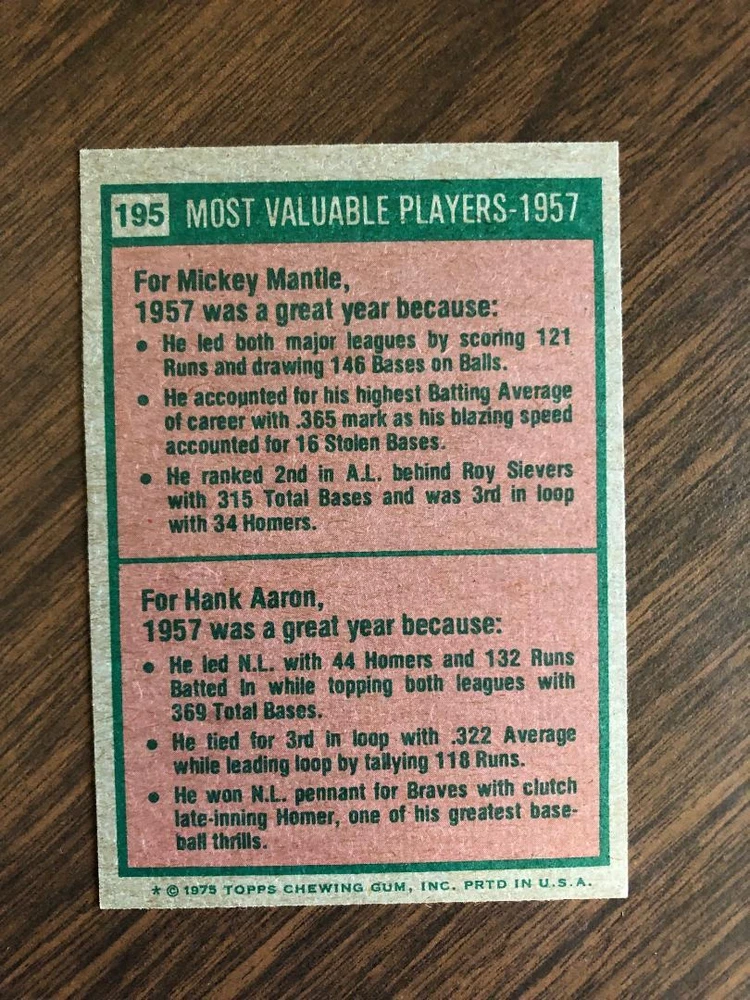 195 MOST VALUABLE PLAYERS-1957
For Mickey Mantle,
1957 was a great year because:
• He led both major leagues by scoring 121
Runs and drawing 146 Bases on Balls.
• He accounted for his highest Batting Average
of career with .365 mark as his blazing speed
accounted for 16 Stolen Bases.
• He ranked 2nd in A.L. behind Roy Sievers
with 315 Total Bases and was 3rd in loop
with 34 Homers.
For Hank Aaron,
1957 was a great year because:
• He led N.L. with 44 Homers and 132 Runs
Batted In while topping both leagues with
369 Total Bases.
• He tied for 3rd in loop with .322 Average
while leading loop by tallying 118 Runs.
• He won N.L. pennant for Braves with clutch
late-inning Homer, one of his greatest base-
ball thrills.
* © 1975 TOPPS CHEWING GUM, INC. PRTD IN U.S.A.